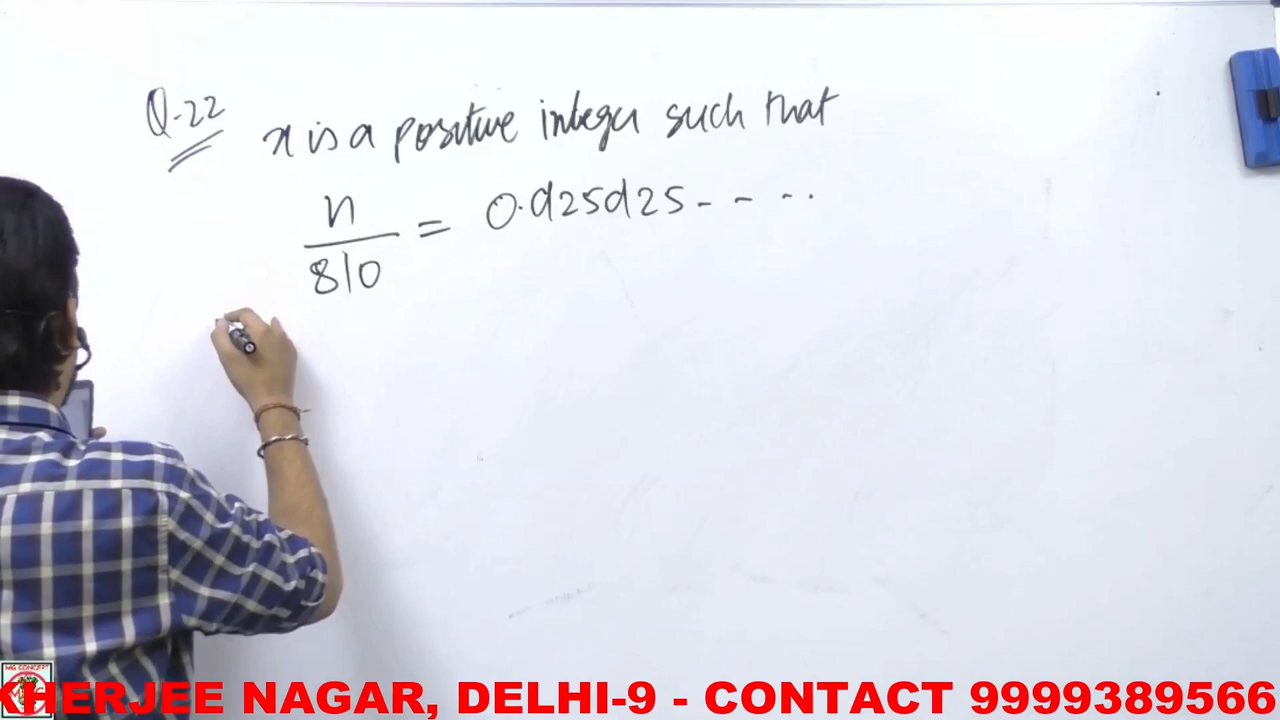 Q.22
n is a positive integer such that
n/810 = 0.d25d25- - - ..
KHERJEE NAGAR, DELHI-9 - CONTACT 9999389566